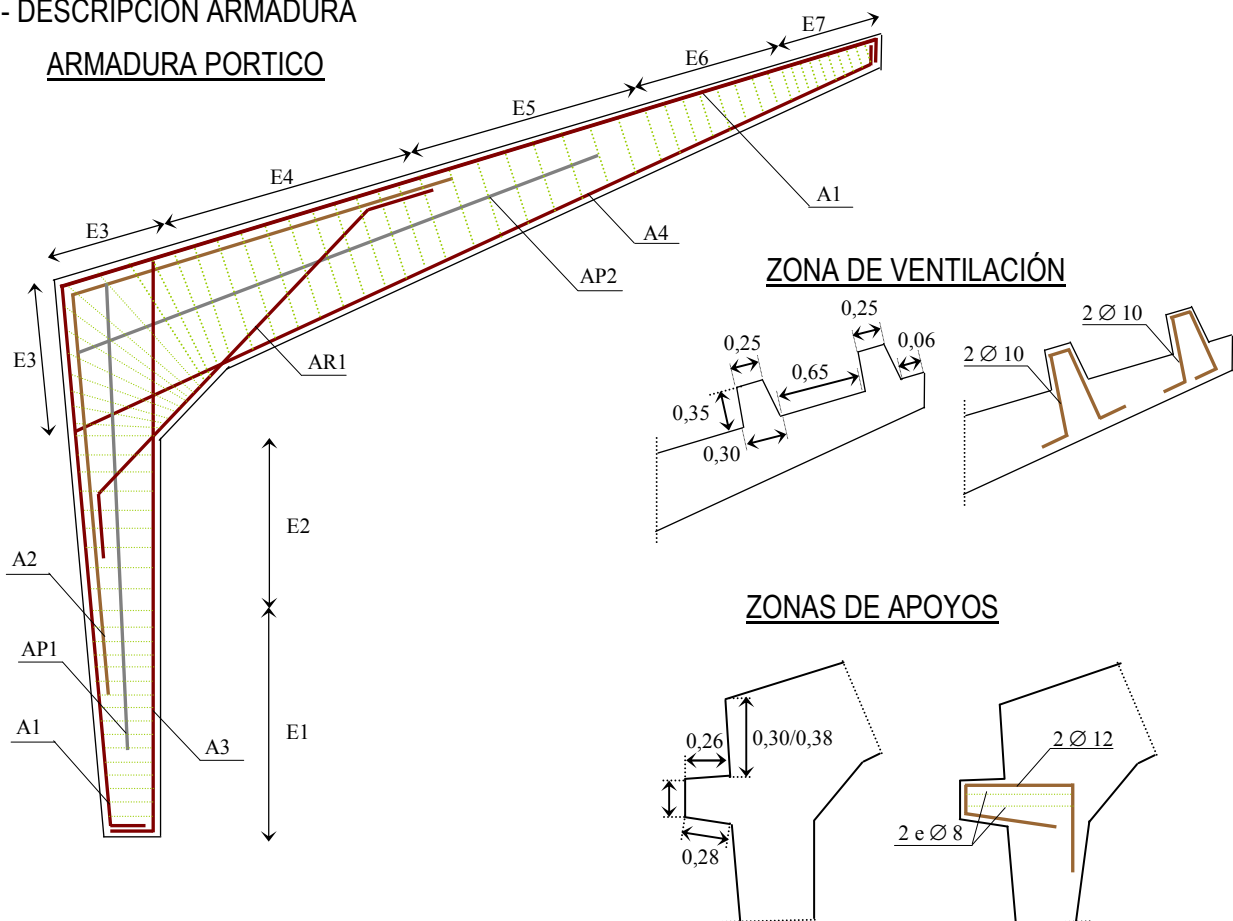 - DESCRIPCION ARMADURA
ARMADURA PORTICO
E7
E6
E5
E4
E3
A1
A4
AP2
AR1
E3
E2
A2
AP1
A1
A3
E1
ZONA DE VENTILACIÓN
0,25
0,25
0,06
0,65
0,35
0,30
2 Ø 10
2 Ø 10
ZONAS DE APOYOS
0,26
0,30/0,38
0,28
2 Ø 12
2 e Ø 8